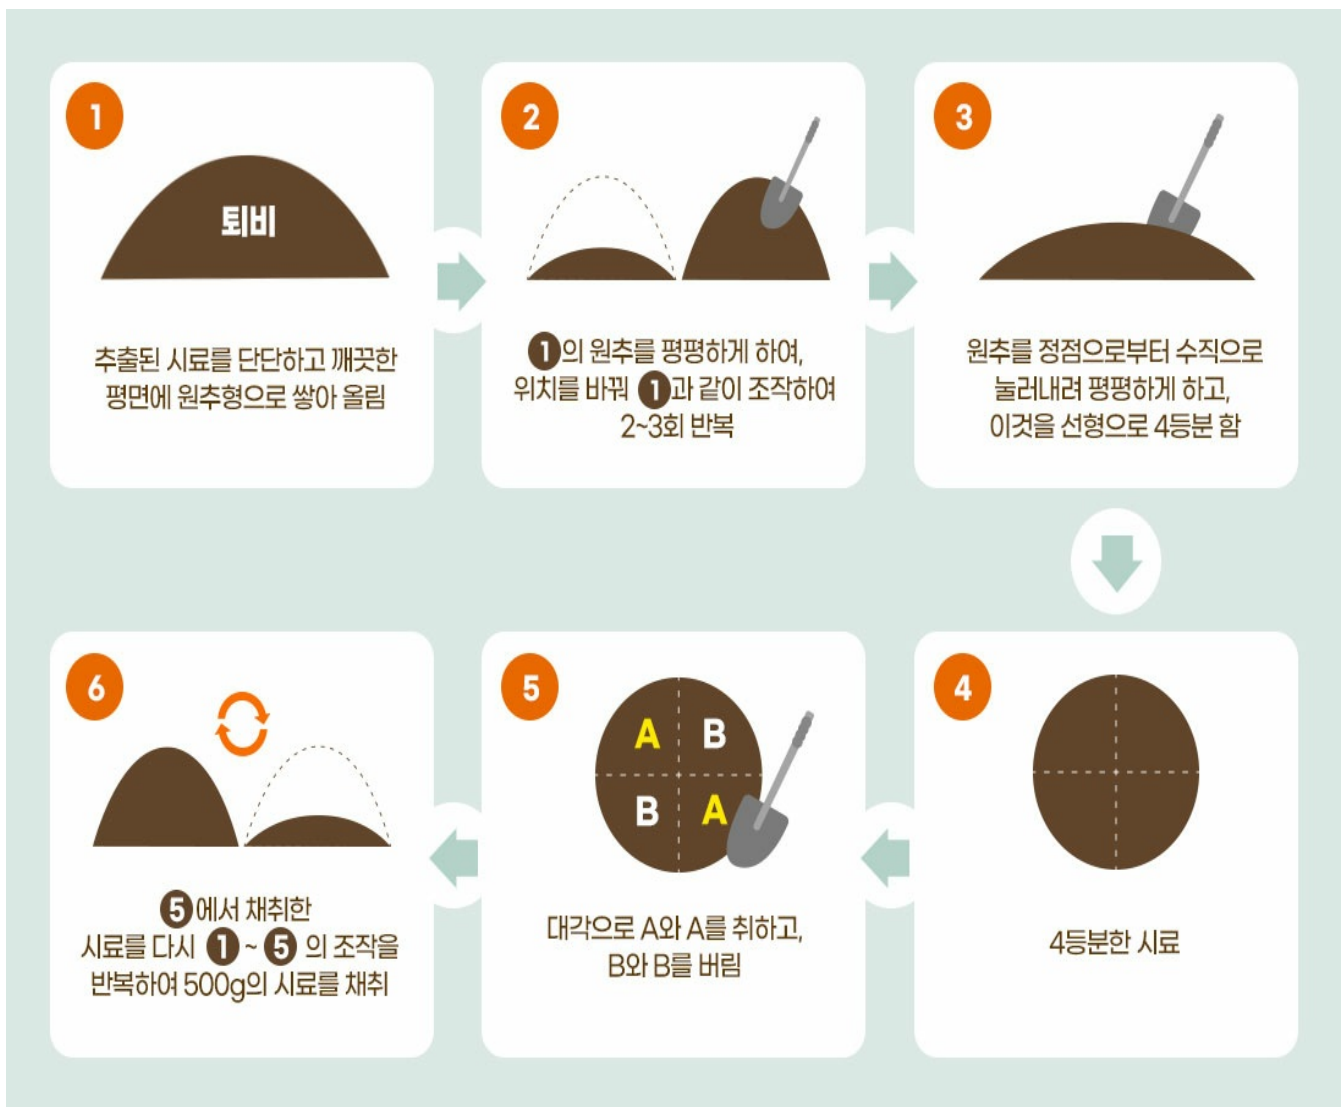 1
퇴비
추출된 시료를 단단하고 깨끗한
평면에 원추형으로 쌓아 올림
2
1의 원추를 평평하게 하여,
위치를 바꿔 1과 같이 조작하여
2~3회 반복
3
원추를 정점으로부터 수직으로
눌러내려 평평하게 하고,
이것을 선형으로 4등분 함
4
4등분한 시료
5
A B
B A
대각으로 A와 A를 취하고,
B와 B를 버림
6
5에서 채취한
시료를 다시 1 ~ 5 의 조작을
반복하여 500g의 시료를 채취